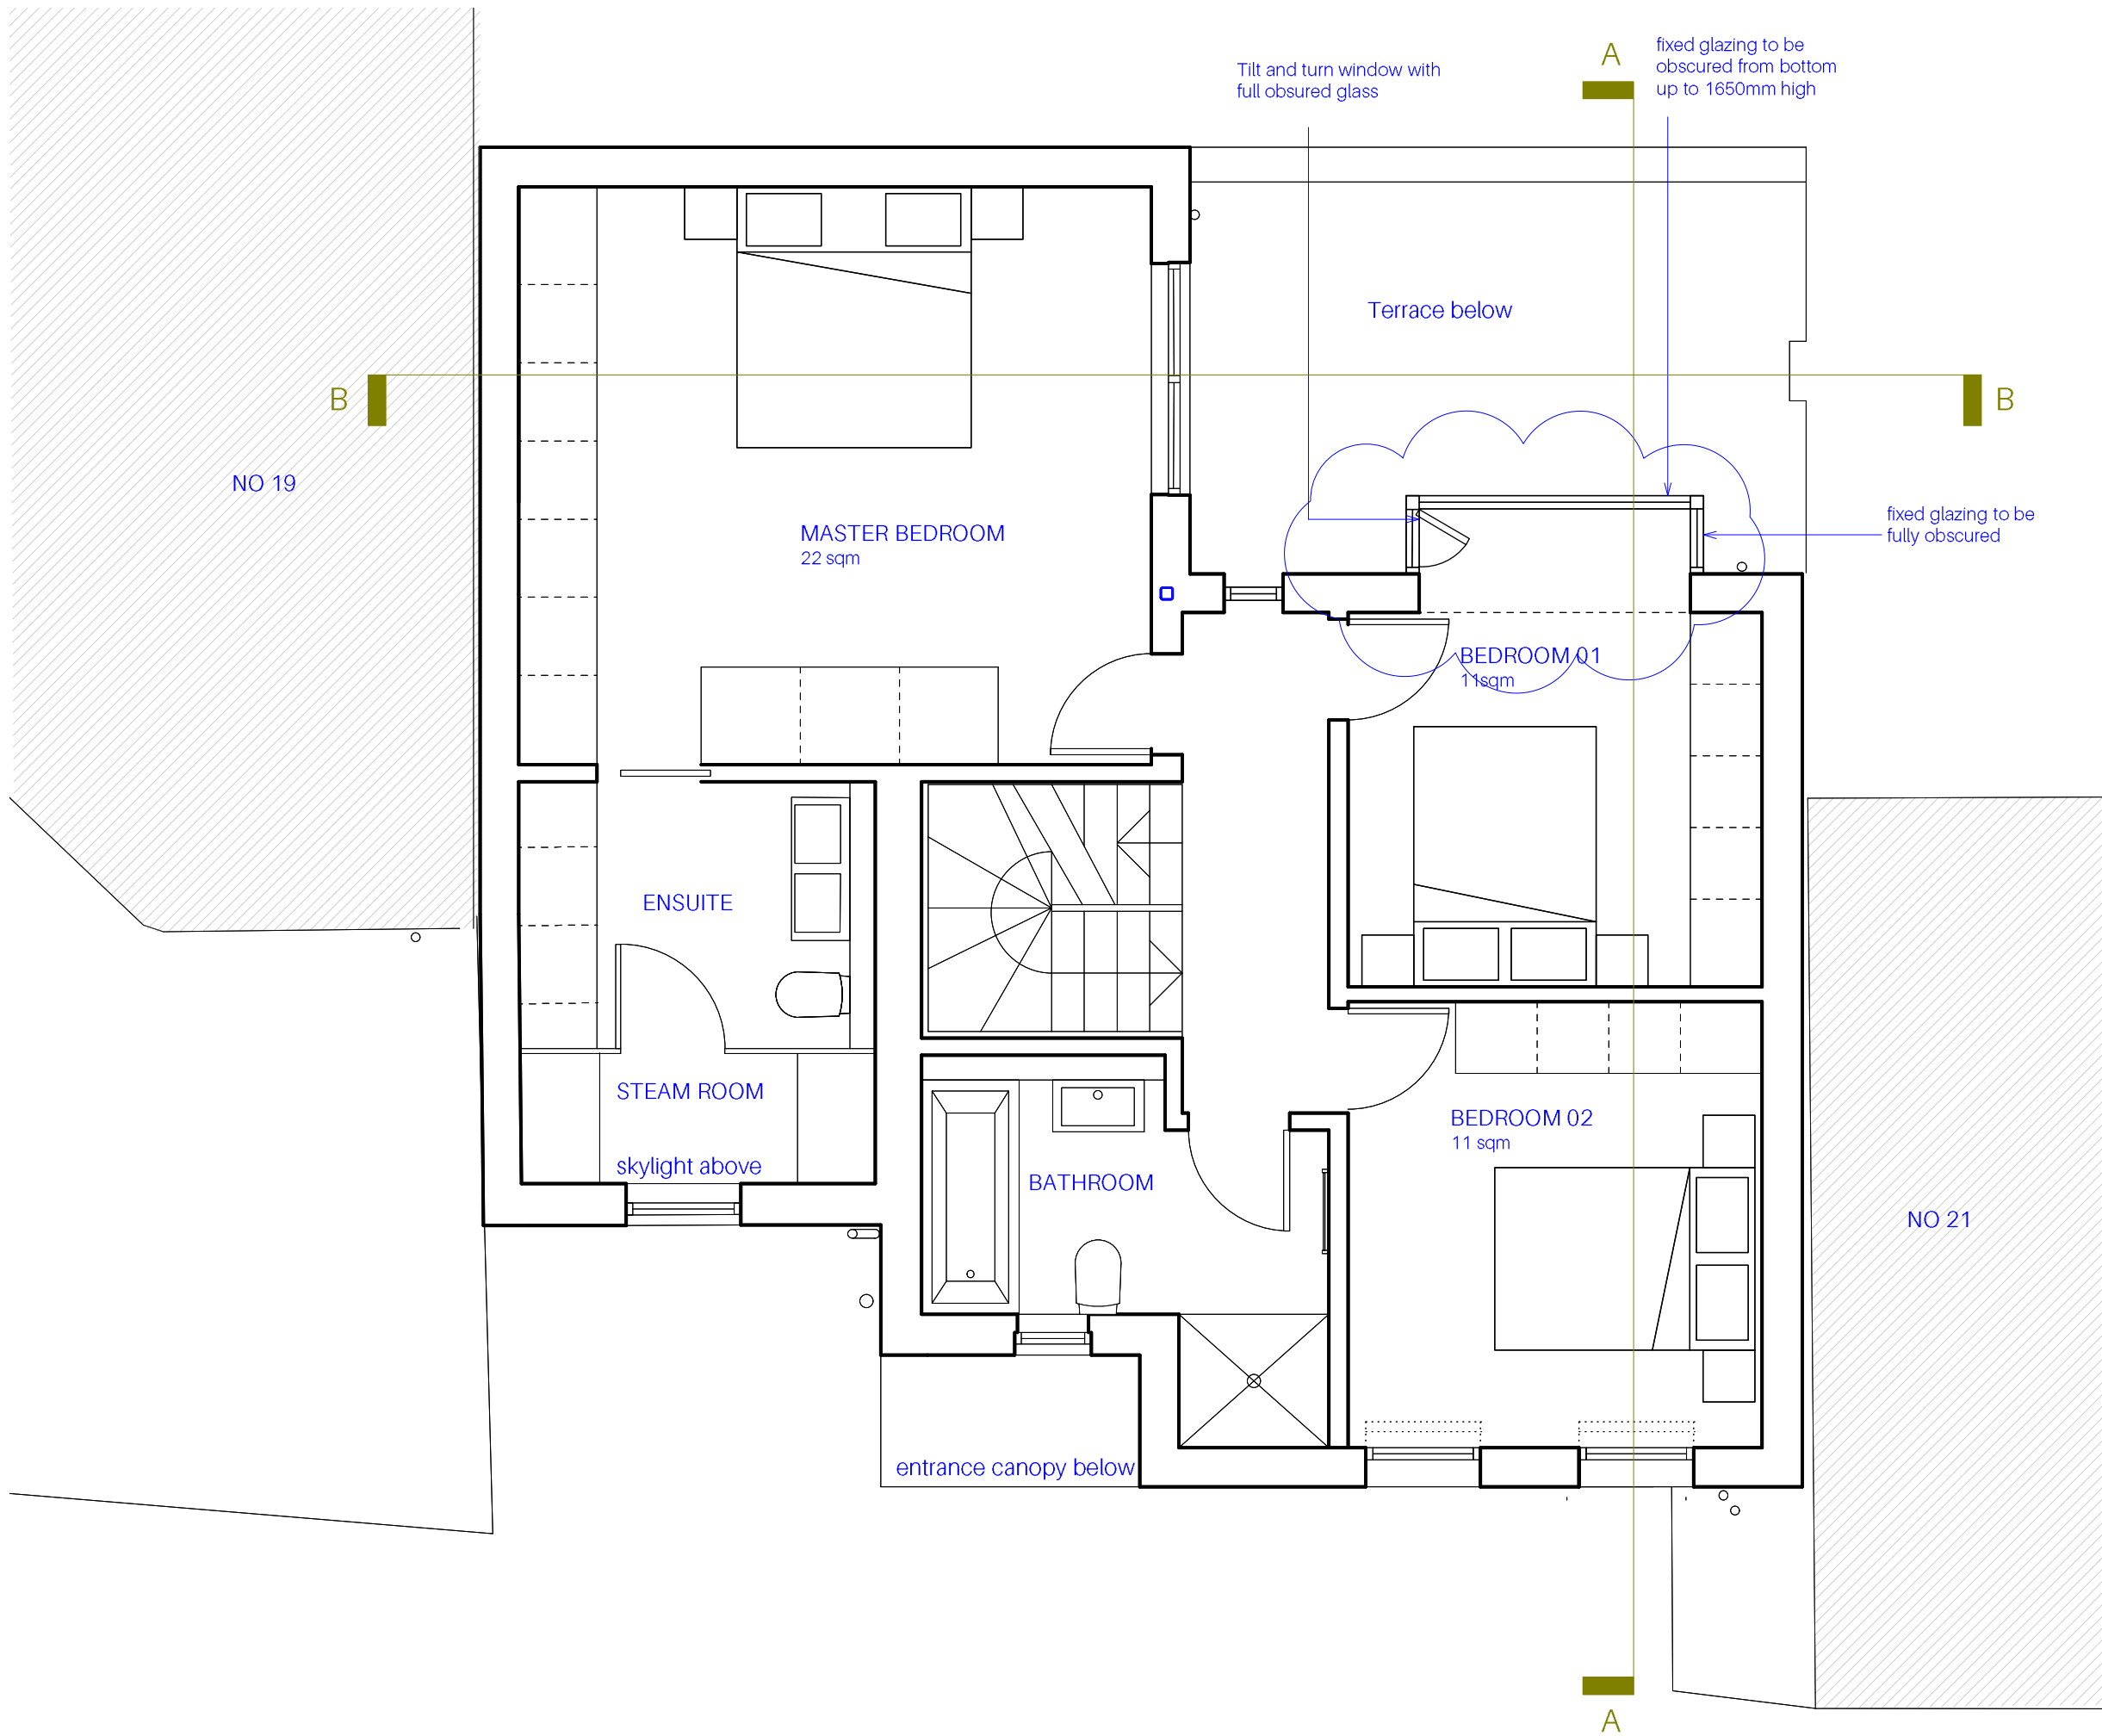 A
fixed glazing to be
obscured from bottom
up to 1650mm high
Tilt and turn window with
full obsured glass
Terrace below
B
B
NO 19
MASTER BEDROOM
22 sqm
fixed glazing to be
fully obscured
BEDROOM 01
11sqm
ENSUITE
STEAM ROOM
skylight above
BEDROOM 02
11 sqm
BATHROOM
NO 21
entrance canopy below
A